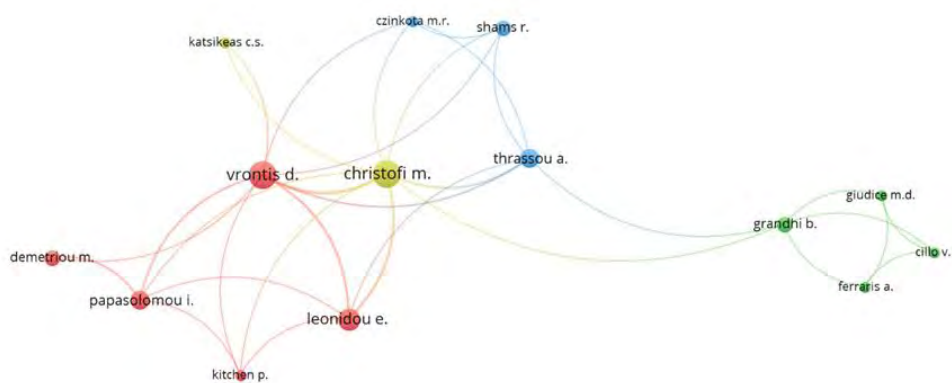 czinkota m.r.
shams r.
katsikeas c.s.
thrassou a.
vrontis d.
christofi m.
giudice m.d.
grandhi b.
cillo v.
demetriou m.
ferraris a.
papasolomou i.
leonidou e.
kitchen p.